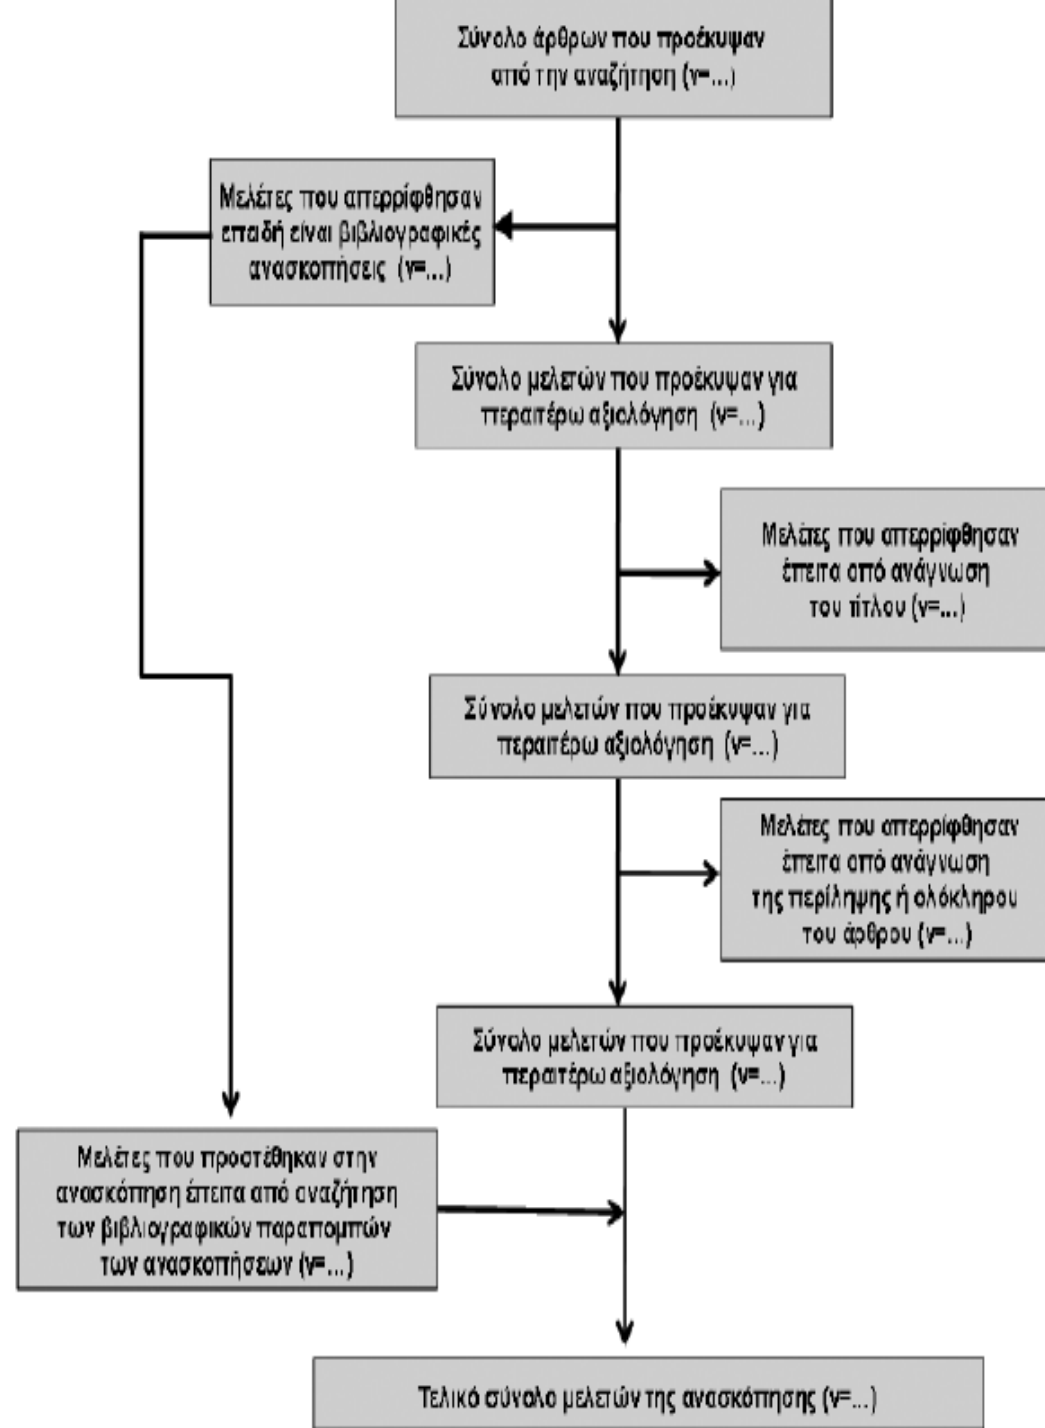 Σύνολο άρθρων που προέκυψαν
από την αναζήτηση (ν=...)
Μελέτες που απερρίφθησαν
επειδή είναι βιβλιογραφικές
ανασκοπήσεις (ν=...)
Σύνολο μελετών που προέκυψαν για
περαιτέρω αξιολόγηση (ν=...)
Μελέτες που απερρίφθησαν
έπειτα από ανάγνωση
του τίτλου (ν=...)
Σύνολο μελετών που προέκυψαν για
περαιτέρω αξιολόγηση (ν=...)
Μελέτες που απερρίφθησαν
έπειτα από ανάγνωση
της περίληψης ή ολόκληρου
του άρθρου (ν=...)
Σύνολο μελετών που προέκυψαν για
περαιτέρω αξιολόγηση (ν=...)
Μελέτες που προστέθηκαν στην
ανασκόπηση έπειτα από αναζήτηση
των βιβλιογραφικών παραπομπών
των ανασκοπήσεων (ν=...)
Τελικό σύνολο μελετών της ανασκόπησης (ν=...)